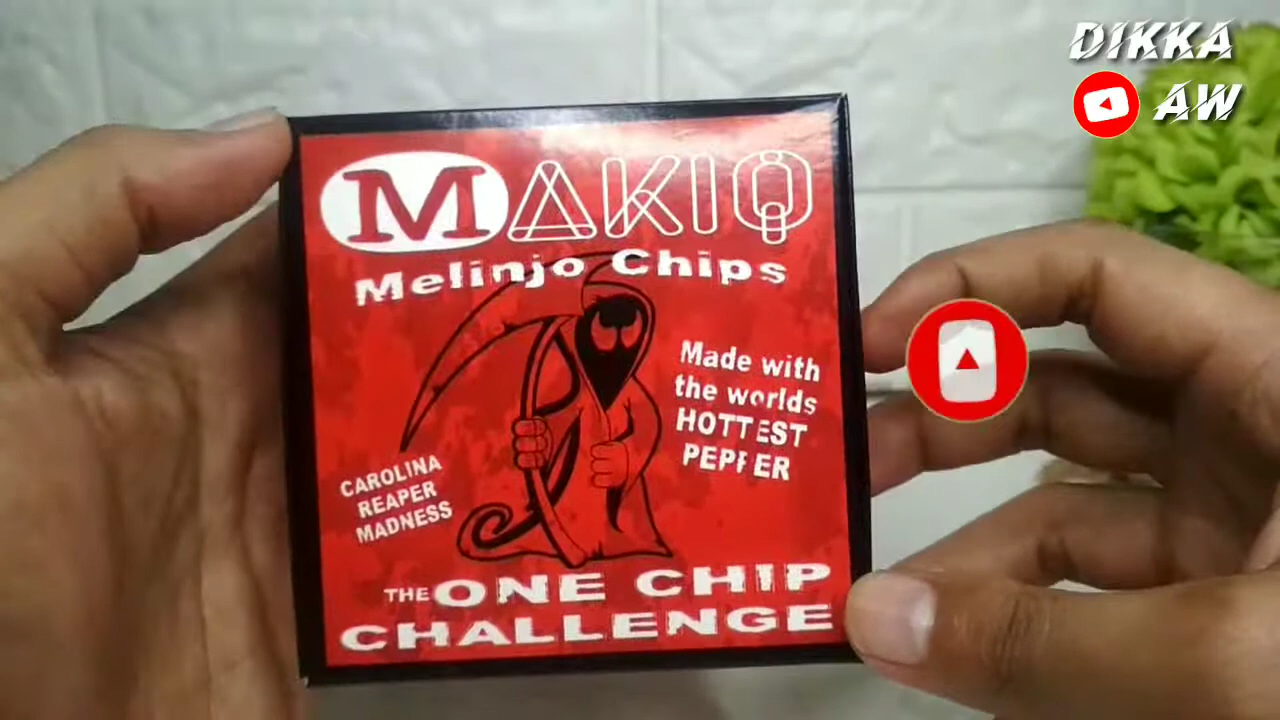 DIKKA
AW
MAKIQ
Melinjo Chips
Made with
the worlds
HOTTEST
PEPPER
CAROLINA
REAPER
MADNESS
THE ONE CHIP
CHALLENGE